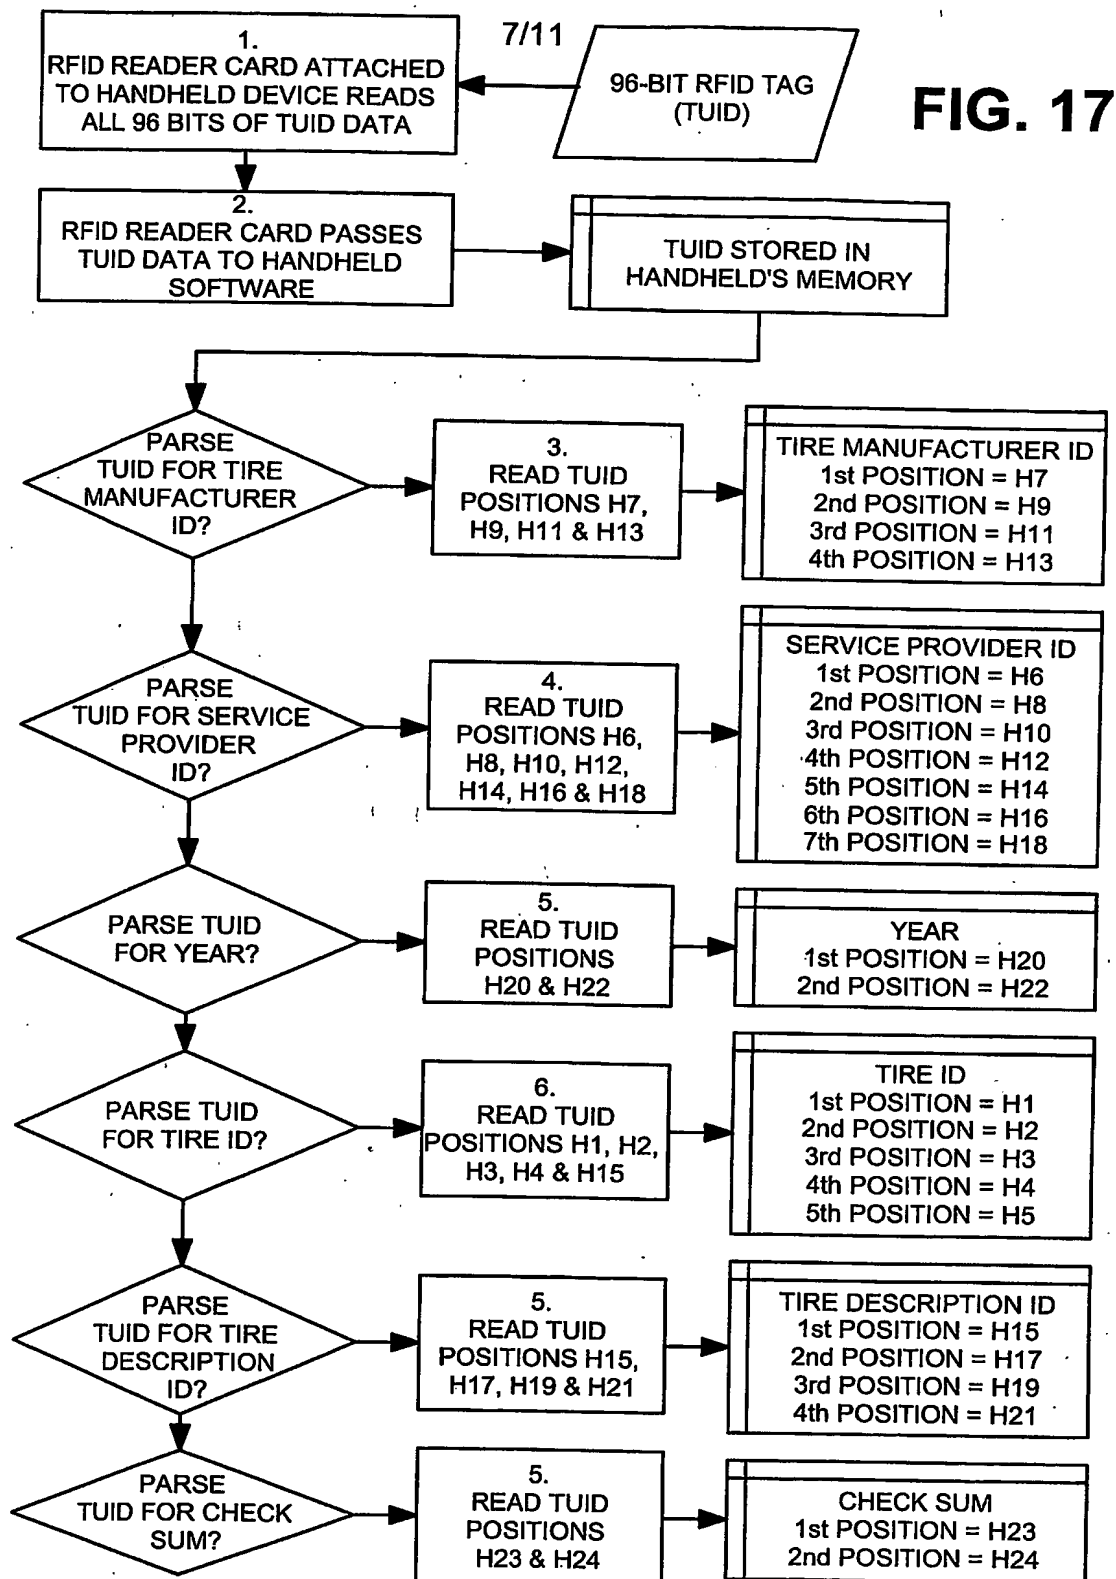 7/11
FIG. 17
1.
RFID READER CARD ATTACHED
TO HANDHELD DEVICE READS
ALL 96 BITS OF TUID DATA
96-BIT RFID TAG
(TUID)
2.
RFID READER CARD PASSES
TUID DATA TO HANDHELD
SOFTWARE
TUID STORED IN
HANDHELD'S MEMORY
PARSE
TUID FOR TIRE
MANUFACTURER
ID?
3.
READ TUID
POSITIONS H7,
H9, H11 & H13
TIRE MANUFACTURER ID
1st POSITION = H7
2nd POSITION = H9
3rd POSITION = H11
4th POSITION = H13
PARSE
TUID FOR SERVICE
PROVIDER
ID?
4.
READ TUID
POSITIONS H6,
H8, H10, H12,
H14, H16 & H18
SERVICE PROVIDER ID
1st POSITION = H6
2nd POSITION = H8
3rd POSITION = H10
4th POSITION = H12
5th POSITION = H14
6th POSITION = H16
7th POSITION = H18
PARSE TUID
FOR YEAR?
5.
READ TUID
POSITIONS
H20 & H22
YEAR
1st POSITION = H20
2nd POSITION = H22
PARSE TUID
FOR TIRE ID?
6.
READ TUID
POSITIONS H1, H2,
H3, H4 & H15
TIRE ID
1st POSITION = H1
2nd POSITION = H2
3rd POSITION = H3
4th POSITION = H4
5th POSITION = H5
PARSE
TUID FOR TIRE
DESCRIPTION
ID?
5.
READ TUID
POSITIONS H15,
H17, H19 & H21
TIRE DESCRIPTION ID
1st POSITION = H15
2nd POSITION = H17
3rd POSITION = H19
4th POSITION = H21
PARSE
TUID FOR CHECK
SUM?
5.
READ TUID
POSITIONS
H23 & H24
CHECK SUM
1st POSITION = H23
2nd POSITION = H24